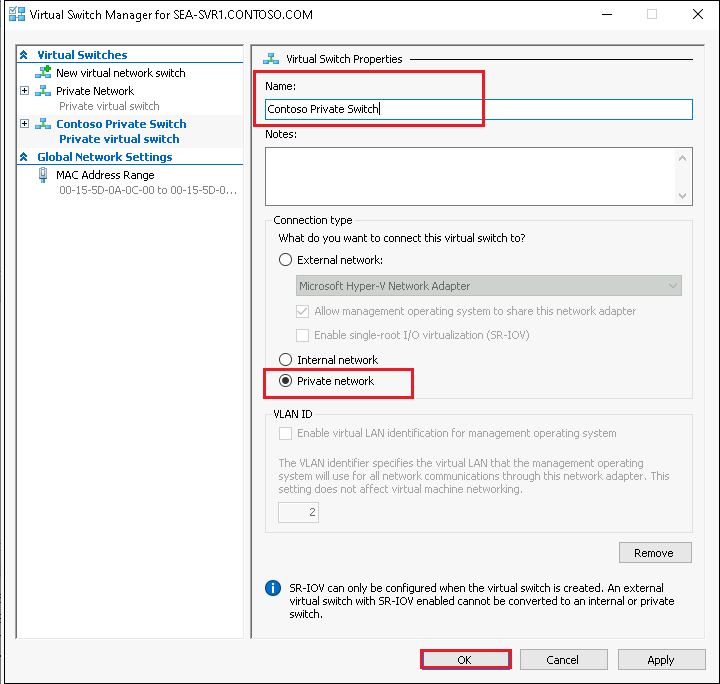 Virtual Switch Manager for SEA-SVR1.CONTOSO.COM
Virtual Switches
New virtual network switch
Private Network
Private virtual switch
Contoso Private Switch
Private virtual switch
Global Network Settings
MAC Address Range
00-15-5D-0A-0C-00 to 00-15-5D-0...
Virtual Switch Properties
Name:
Contoso Private Switch
Notes:
Connection type
What do you want to connect this virtual switch to?
External network:
Microsoft Hyper-V Network Adapter
Allow management operating system to share this network adapter
Enable single-root I/O virtualization (SR-IOV)
Internal network
Private network
VLAN ID
Enable virtual LAN identification for management operating system
The VLAN identifier specifies the virtual LAN that the management operating
system will use for all network communications through this network adapter. This
setting does not affect virtual machine networking.
2
Remove
SR-IOV can only be configured when the virtual switch is created. An external
virtual switch with SR-IOV enabled cannot be converted to an internal or private
switch.
OK
Cancel
Apply